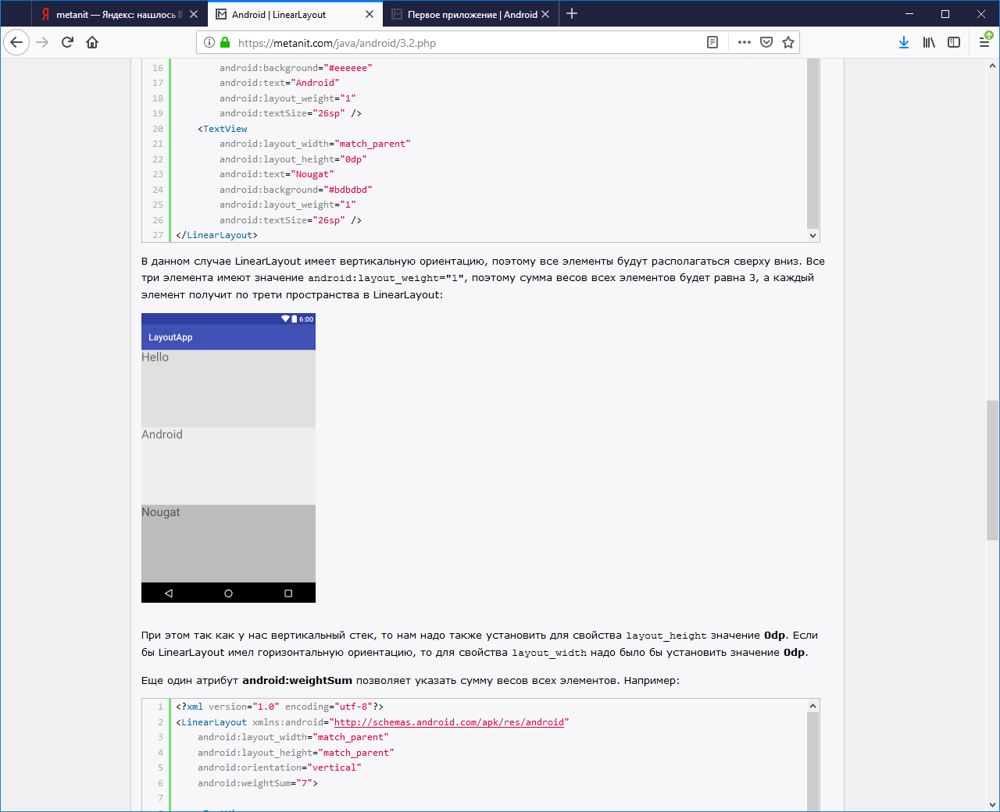 metanit — Яндекс: нашлось 8
Android | LinearLayout
Первое приложение | Android
https://metanit.com/java/android/3.2.php
16 android:background="#eeeeee"
17 android:text="Android"
18 android:layout_weight="1"
19 android:textSize="26sp" />
20 <TextView
21 android:layout_width="match_parent"
22 android:layout_height="0dp"
23 android:text="Nougat"
24 android:background="#bdbdbd"
25 android:layout_weight="1"
26 android:textSize="26sp" />
27 </LinearLayout>
В данном случае LinearLayout имеет вертикальную ориентацию, поэтому все элементы будут располагаться сверху вниз. Все
три элемента имеют значение android:layout_weight="1", поэтому сумма весов всех элементов будет равна 3, а каждый
элемент получит по трети пространства в LinearLayout:
6:00
LayoutApp
Hello
Android
Nougat
При этом так как у нас вертикальный стек, то нам надо также установить для свойства layout_height значение 0dp. Если
бы LinearLayout имел горизонтальную ориентацию, то для свойства layout_width надо было бы установить значение 0dp.
Еще один атрибут android:weightSum позволяет указать сумму весов всех элементов. Например:
1 <?xml version="1.0" encoding="utf-8"?>
2 <LinearLayout xmlns:android="http://schemas.android.com/apk/res/android"
3 android:layout_width="match_parent"
4 android:layout_height="match_parent"
5 android:orientation="vertical"
6 android:weightSum="7">
7